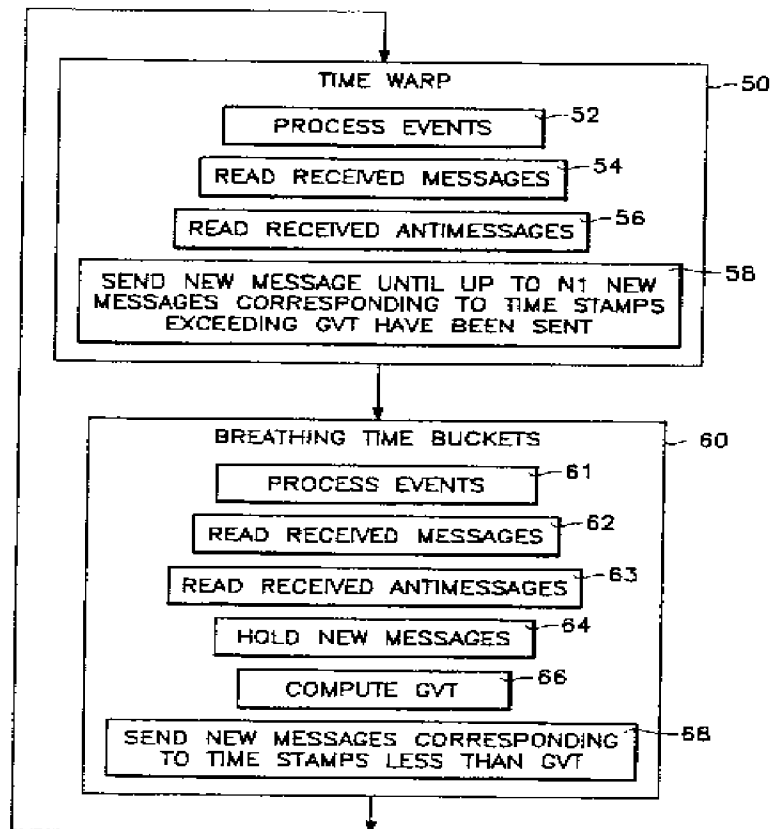 TIME WARP
50
PROCESS EVENTS
52
READ RECEIVED MESSAGES
54
READ RECEIVED ANTIMESSAGES
56
SEND NEW MESSAGE UNTIL UP TO N1 NEW
MESSAGES CORRESPONDING TO TIME STAMPS
EXCEEDING GVT HAVE BEEN SENT
58
BREATHING TIME BUCKETS
60
PROCESS EVENTS
61
READ RECEIVED MESSAGES
62
READ RECEIVED ANTIMESSAGES
63
HOLD NEW MESSAGES
64
COMPUTE GVT
66
SEND NEW MESSAGES CORRESPONDING
TO TIME STAMPS LESS THAN GVT